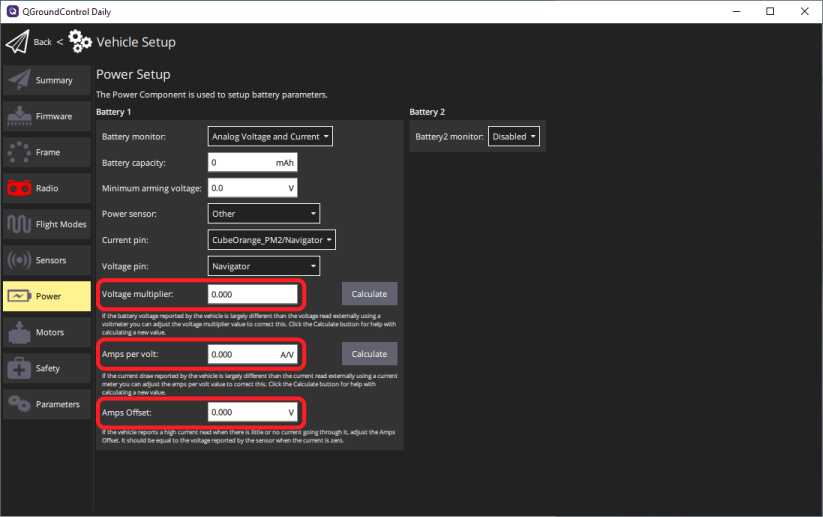 QGroundControl Daily
Back < Vehicle Setup
Summary
Firmware
Frame
Radio
Flight Modes
Sensors
Power
Motors
Safety
Parameters
Power Setup
The Power Component is used to setup battery parameters.
Battery 1
Battery monitor: Analog Voltage and Current
Battery capacity: 0 mAh
Minimum arming voltage: 0.0 V
Power sensor: Other
Current pin: CubeOrange_PM2/Navigator
Voltage pin: Navigator
Voltage multiplier: 0.000 Calculate
If the battery voltage reported by the vehicle is largely different than the voltage read externally using a
voltmeter you can adjust the voltage multiplier value to correct this. Click the Calculate button for help with
calculating a new value.
Amps per volt: 0.000 A/V Calculate
If the current draw reported by the vehicle is largely different than the current read externally using a current
meter you can adjust the amps per volt value to correct this. Click the Calculate button for help with
calculating a new value.
Amps Offset: 0.000 V
If the vehicle reports a high current read when there is little or no current going through it, adjust the Amps
Offset. It should be equal to the voltage reported by the sensor when the current is zero.
Battery 2
Battery2 monitor: Disabled